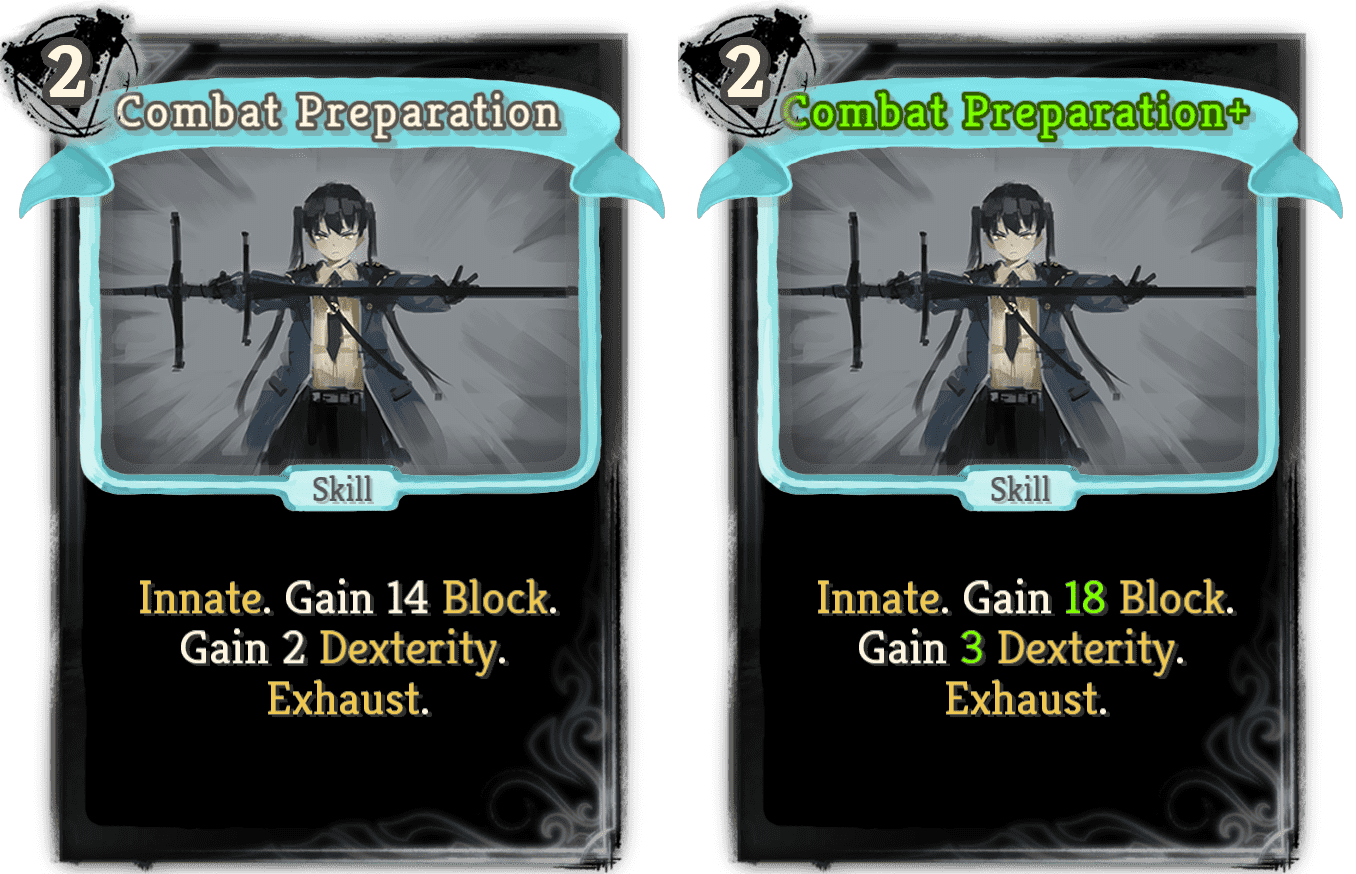 2
Combat Preparation
Skill
Innate. Gain 14 Block.
Gain 2 Dexterity.
Exhaust.
2
Combat Preparation+
Skill
Innate. Gain 18 Block.
Gain 3 Dexterity.
Exhaust.